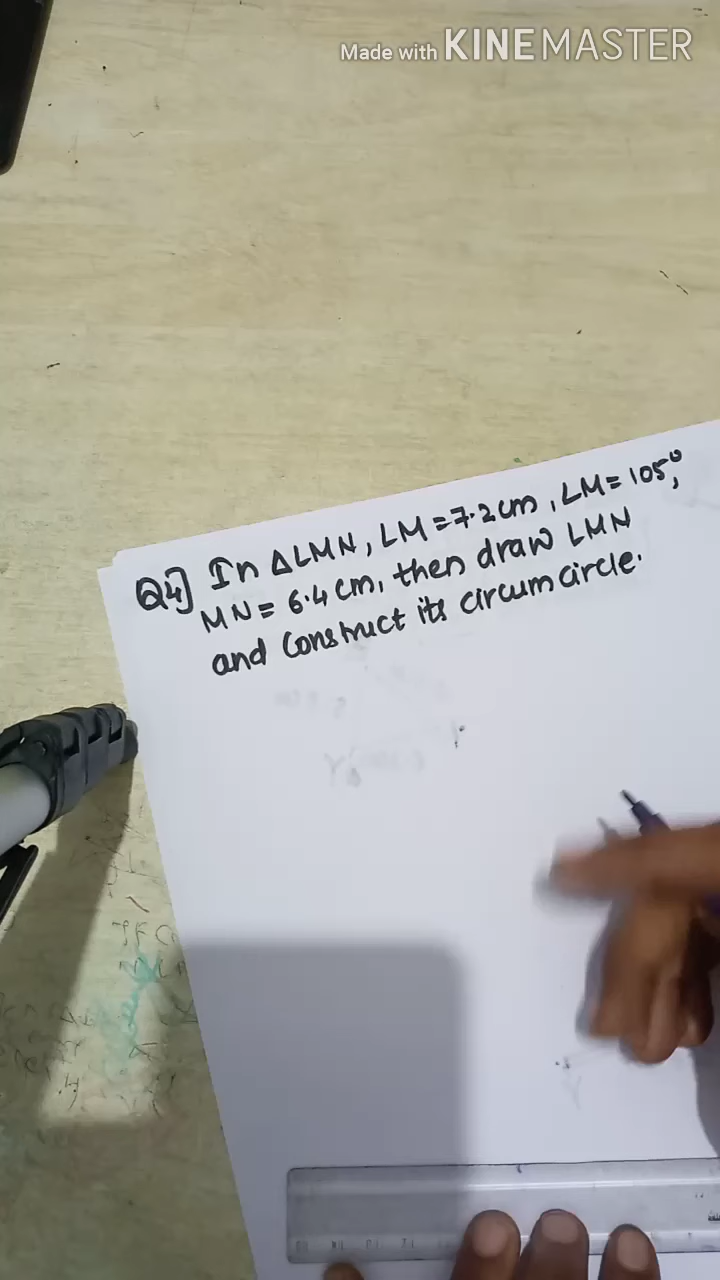 Made with KINEMASTER
Q4] In ΔLMN, LM = 7.2 cm, ∠M = 105°,
MN = 6.4 cm, then draw LMN
and construct its circumcircle.